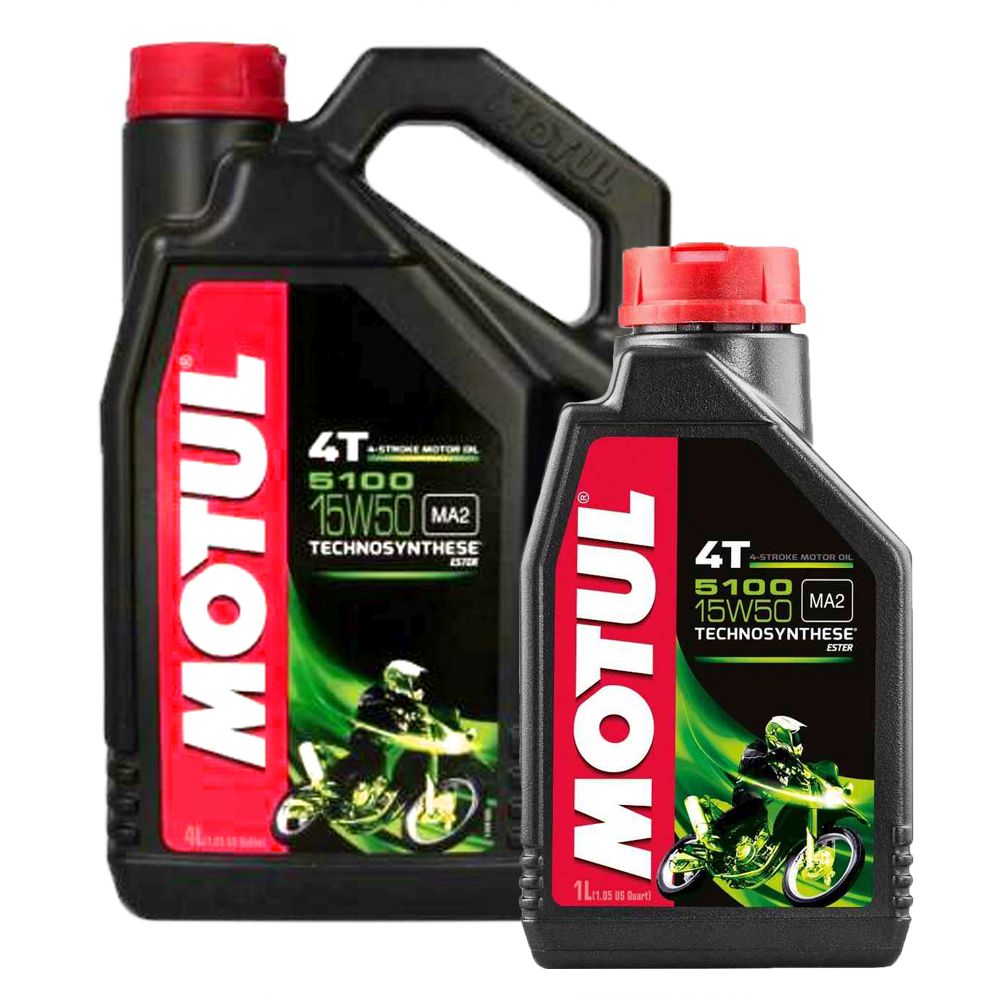 MOTUL
MOTUL®
4T 4-STROKE MOTOR OIL
5100
15W50 MA2
TECHNOSYNTHESE®
ESTER
4L
MOTUL®
4T 4-STROKE MOTOR OIL
5100
15W50 MA2
TECHNOSYNTHESE®
ESTER
1L (1.05 US Quart)